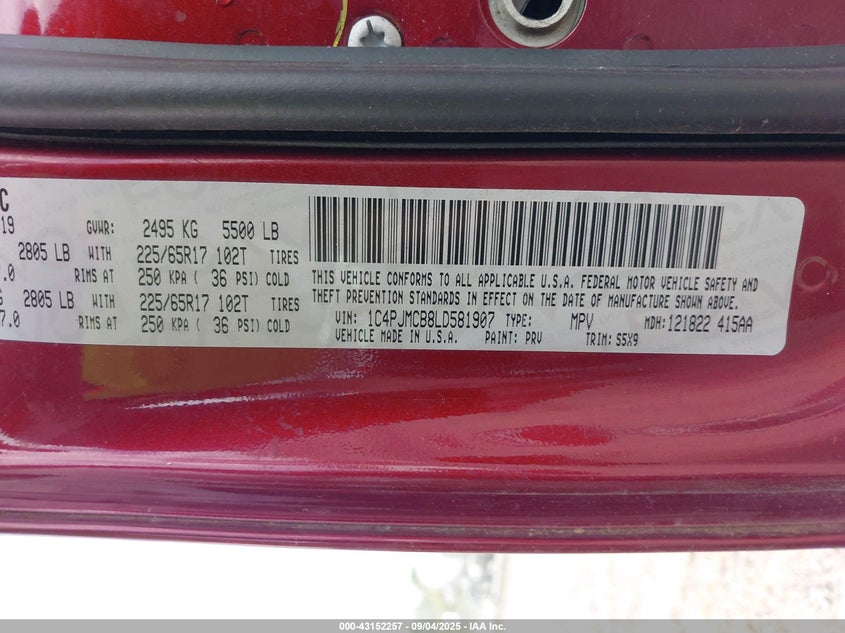 C
19 GVWR: 2495 KG 5500 LB
2805 LB WITH 225/65R17 102T TIRES
7.0 RIMS AT 250 KPA ( 36 PSI) COLD
G 2805 LB WITH 225/65R17 102T TIRES
7.0 RIMS AT 250 KPA ( 36 PSI) COLD
THIS VEHICLE CONFORMS TO ALL APPLICABLE U.S.A. FEDERAL MOTOR VEHICLE SAFETY AND
THEFT PREVENTION STANDARDS IN EFFECT ON THE DATE OF MANUFACTURE SHOWN ABOVE.
VIN: 1C4PJMCB8LD581907 TYPE: MPV MDH: 121822 415AA
VEHICLE MADE IN U.S.A. PAINT: PRV TRIM: S5X9
000-43152257 - 09/04/2025 - IAA Inc.